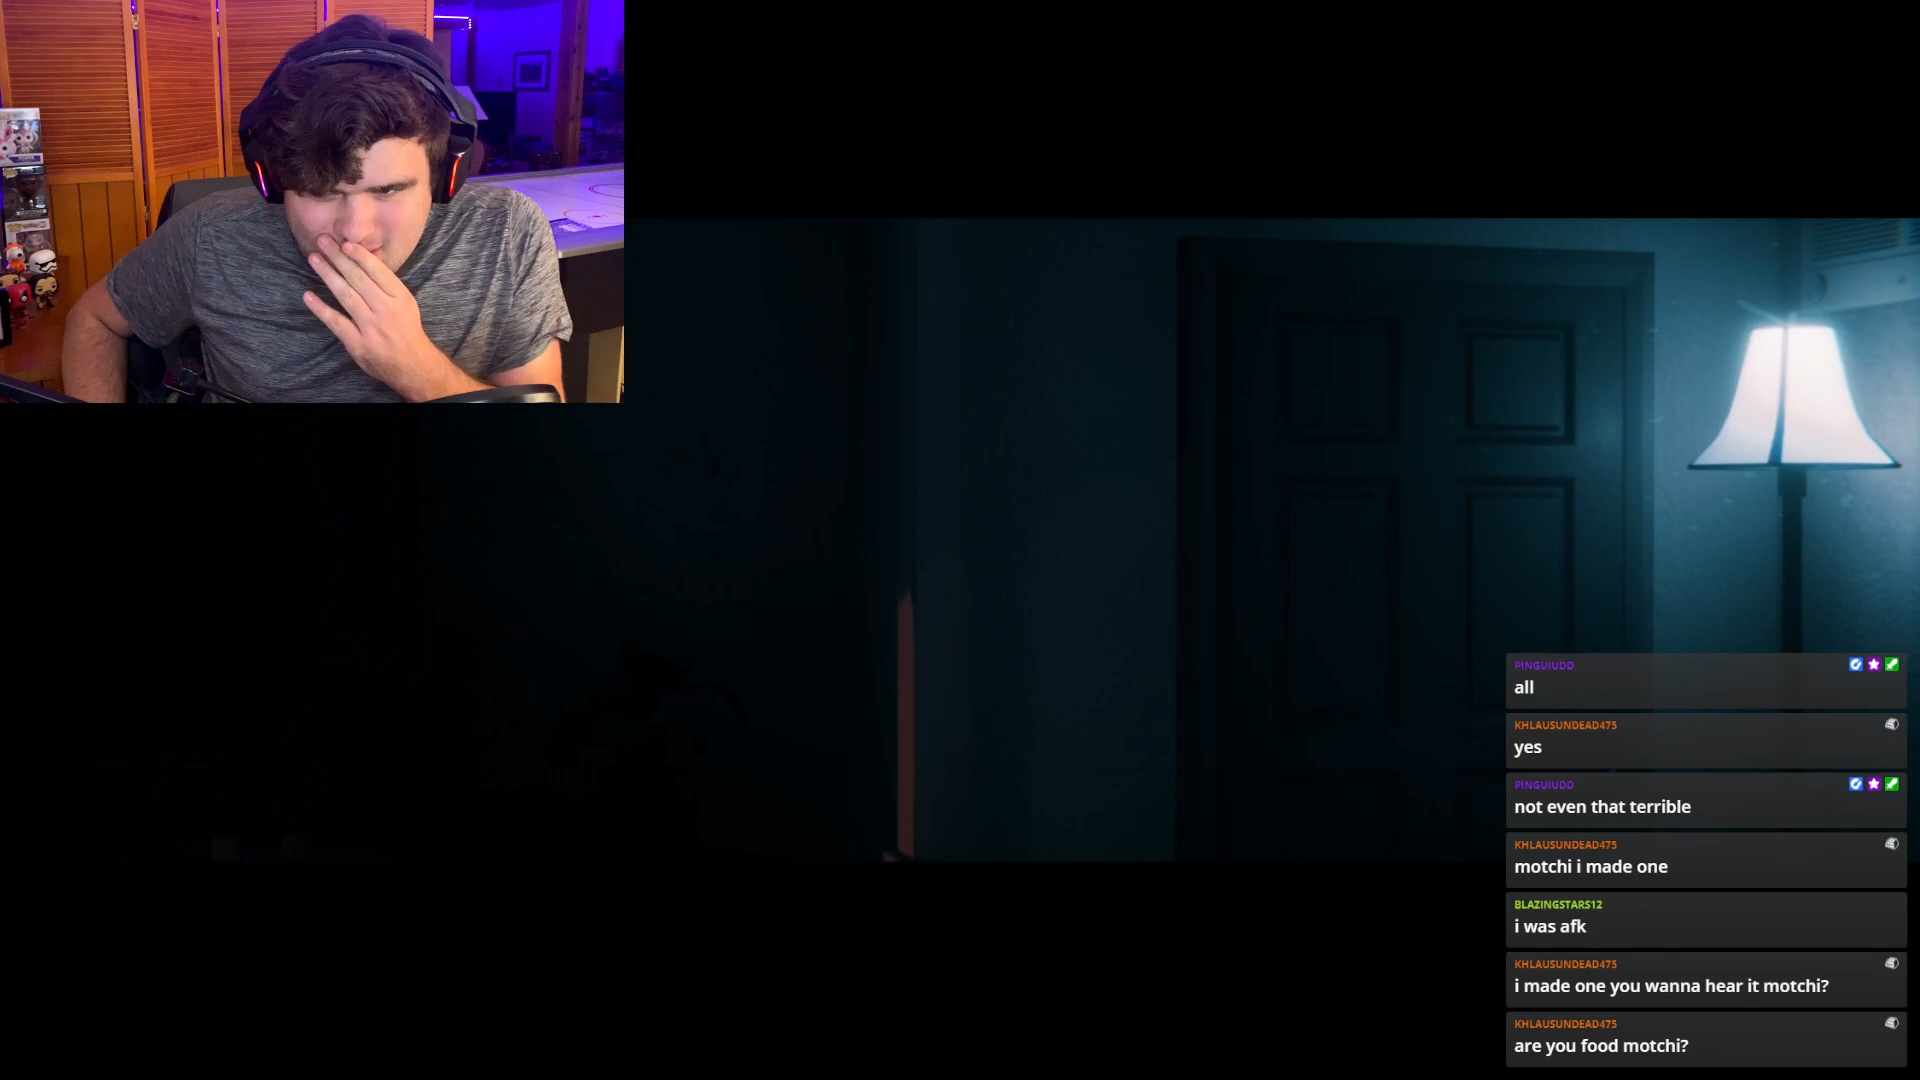 PINGUIUDD
all
KHLAUSUNDEAD475
yes
PINGUIUDD
not even that terrible
KHLAUSUNDEAD475
motchi i made one
BLAZINGSTARS12
i was afk
KHLAUSUNDEAD475
i made one you wanna hear it motchi?
KHLAUSUNDEAD475
are you food motchi?